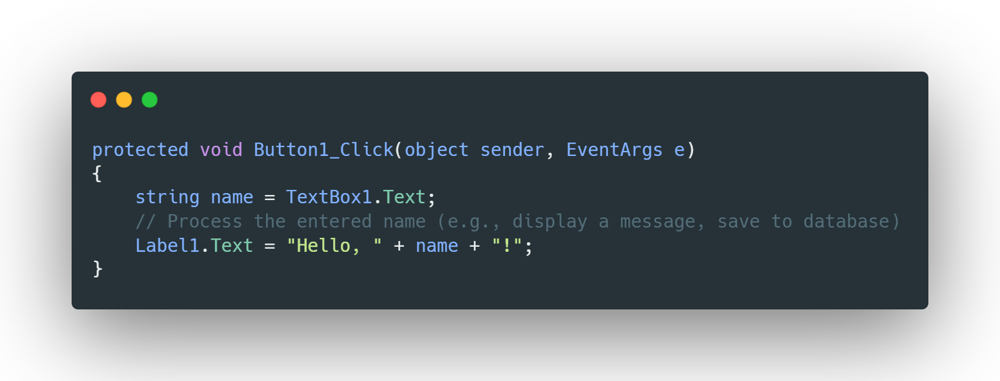 protected void Button1_Click(object sender, EventArgs e)
{
    string name = TextBox1.Text;
    // Process the entered name (e.g., display a message, save to database)
    Label1.Text = "Hello, " + name + "!";
}